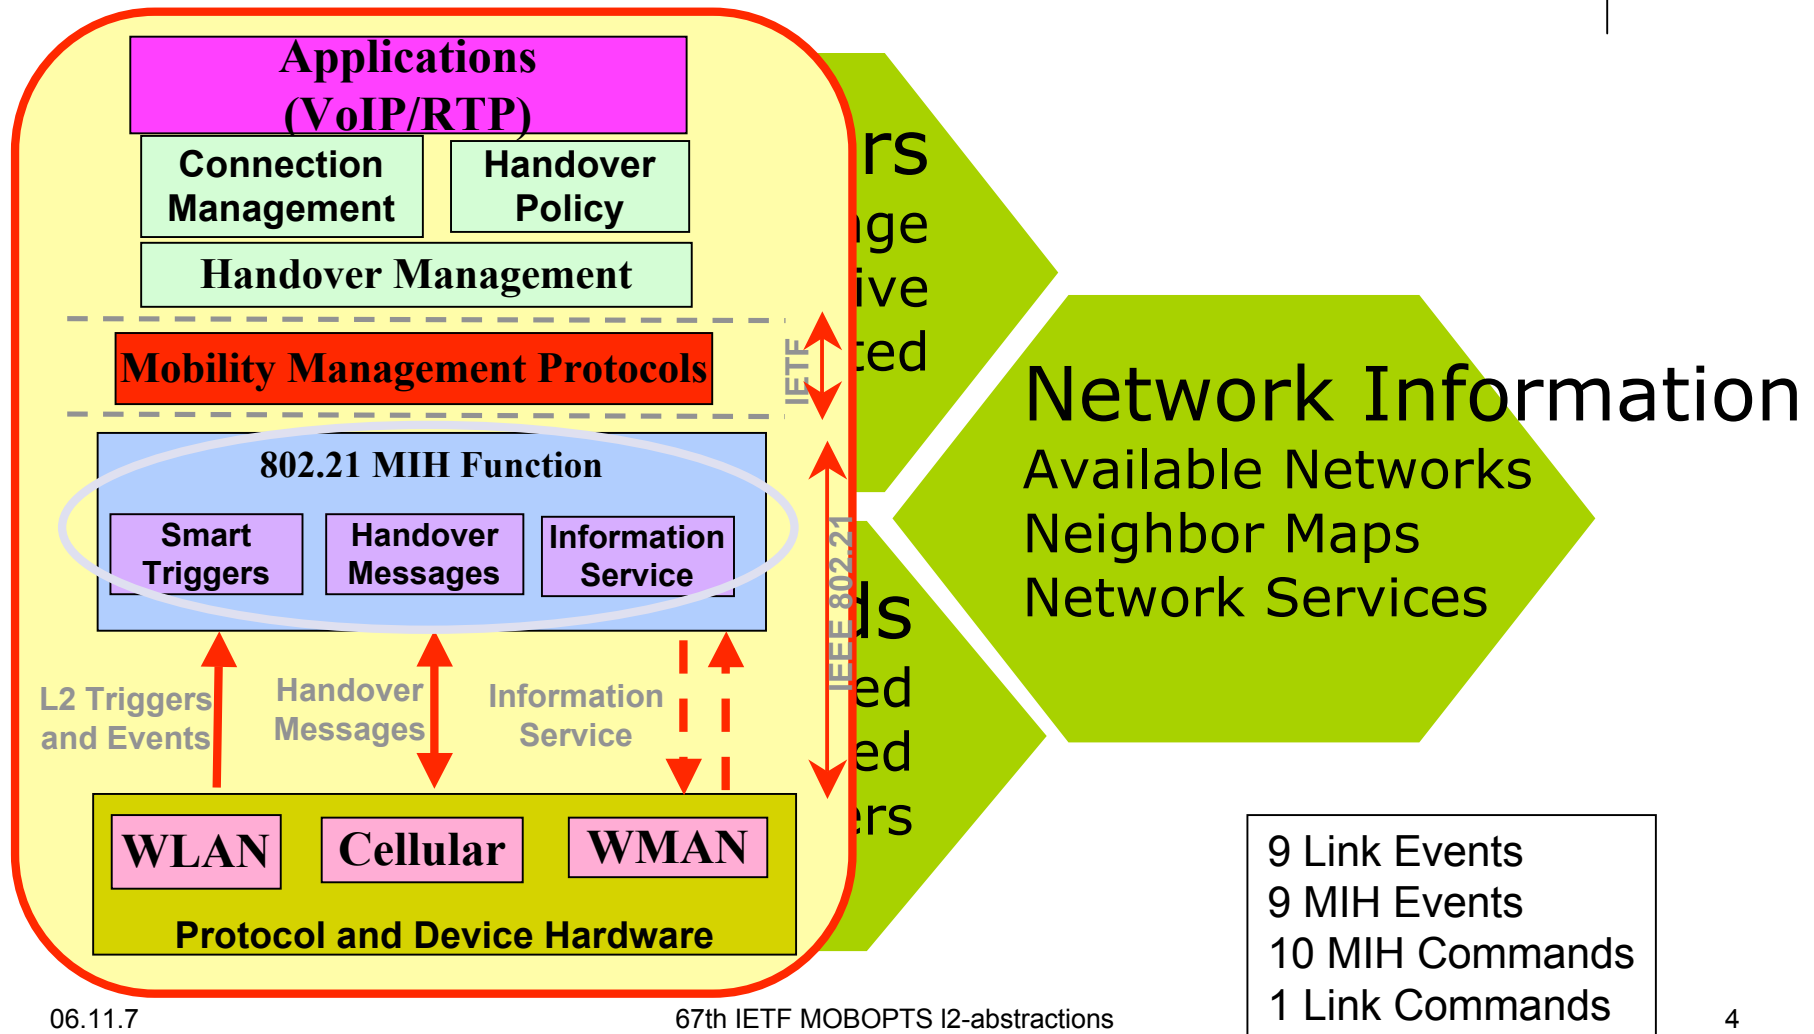 Applications
(VoIP/RTP)
Connection
Management
Handover
Policy
Handover Management
Mobility Management Protocols
IETF
802.21 MIH Function
Smart
Triggers
Handover
Messages
Information
Service
IEEE 802.21
L2 Triggers
and Events
Handover
Messages
Information
Service
WLAN
Cellular
WMAN
Protocol and Device Hardware
rs
ge
ive
ted
ds
ed
ed
ers
Network Information
Available Networks
Neighbor Maps
Network Services
9 Link Events
9 MIH Events
10 MIH Commands
1 Link Commands
06.11.7
67th IETF MOBOPTS l2-abstractions
4